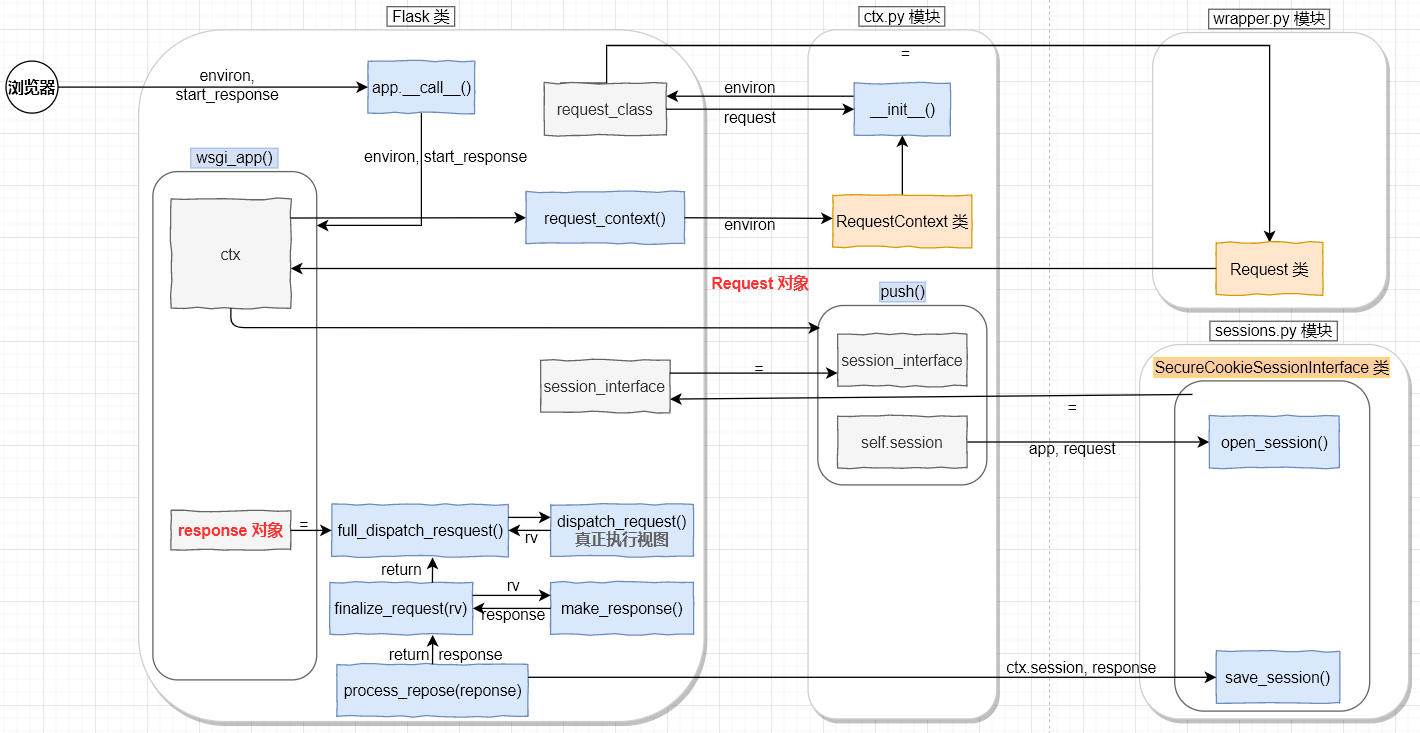 Flask 类
ctx.py 模块
wrapper.py 模块
浏览器
environ,
start_response
app.__call__()
=
request_class
environ
request
__init__()
environ, start_response
wsgi_app()
ctx
request_context()
environ
RequestContext 类
Request 类
Request 对象
push()
sessions.py 模块
session_interface
=
session_interface
SecureCookieSessionInterface 类
=
self.session
app, request
open_session()
response 对象
=
full_dispatch_resquest()
rv
dispatch_request()
真正执行视图
return
finalize_request(rv)
rv
response
make_response()
return response
process_repose(reponse)
ctx.session, response
save_session()